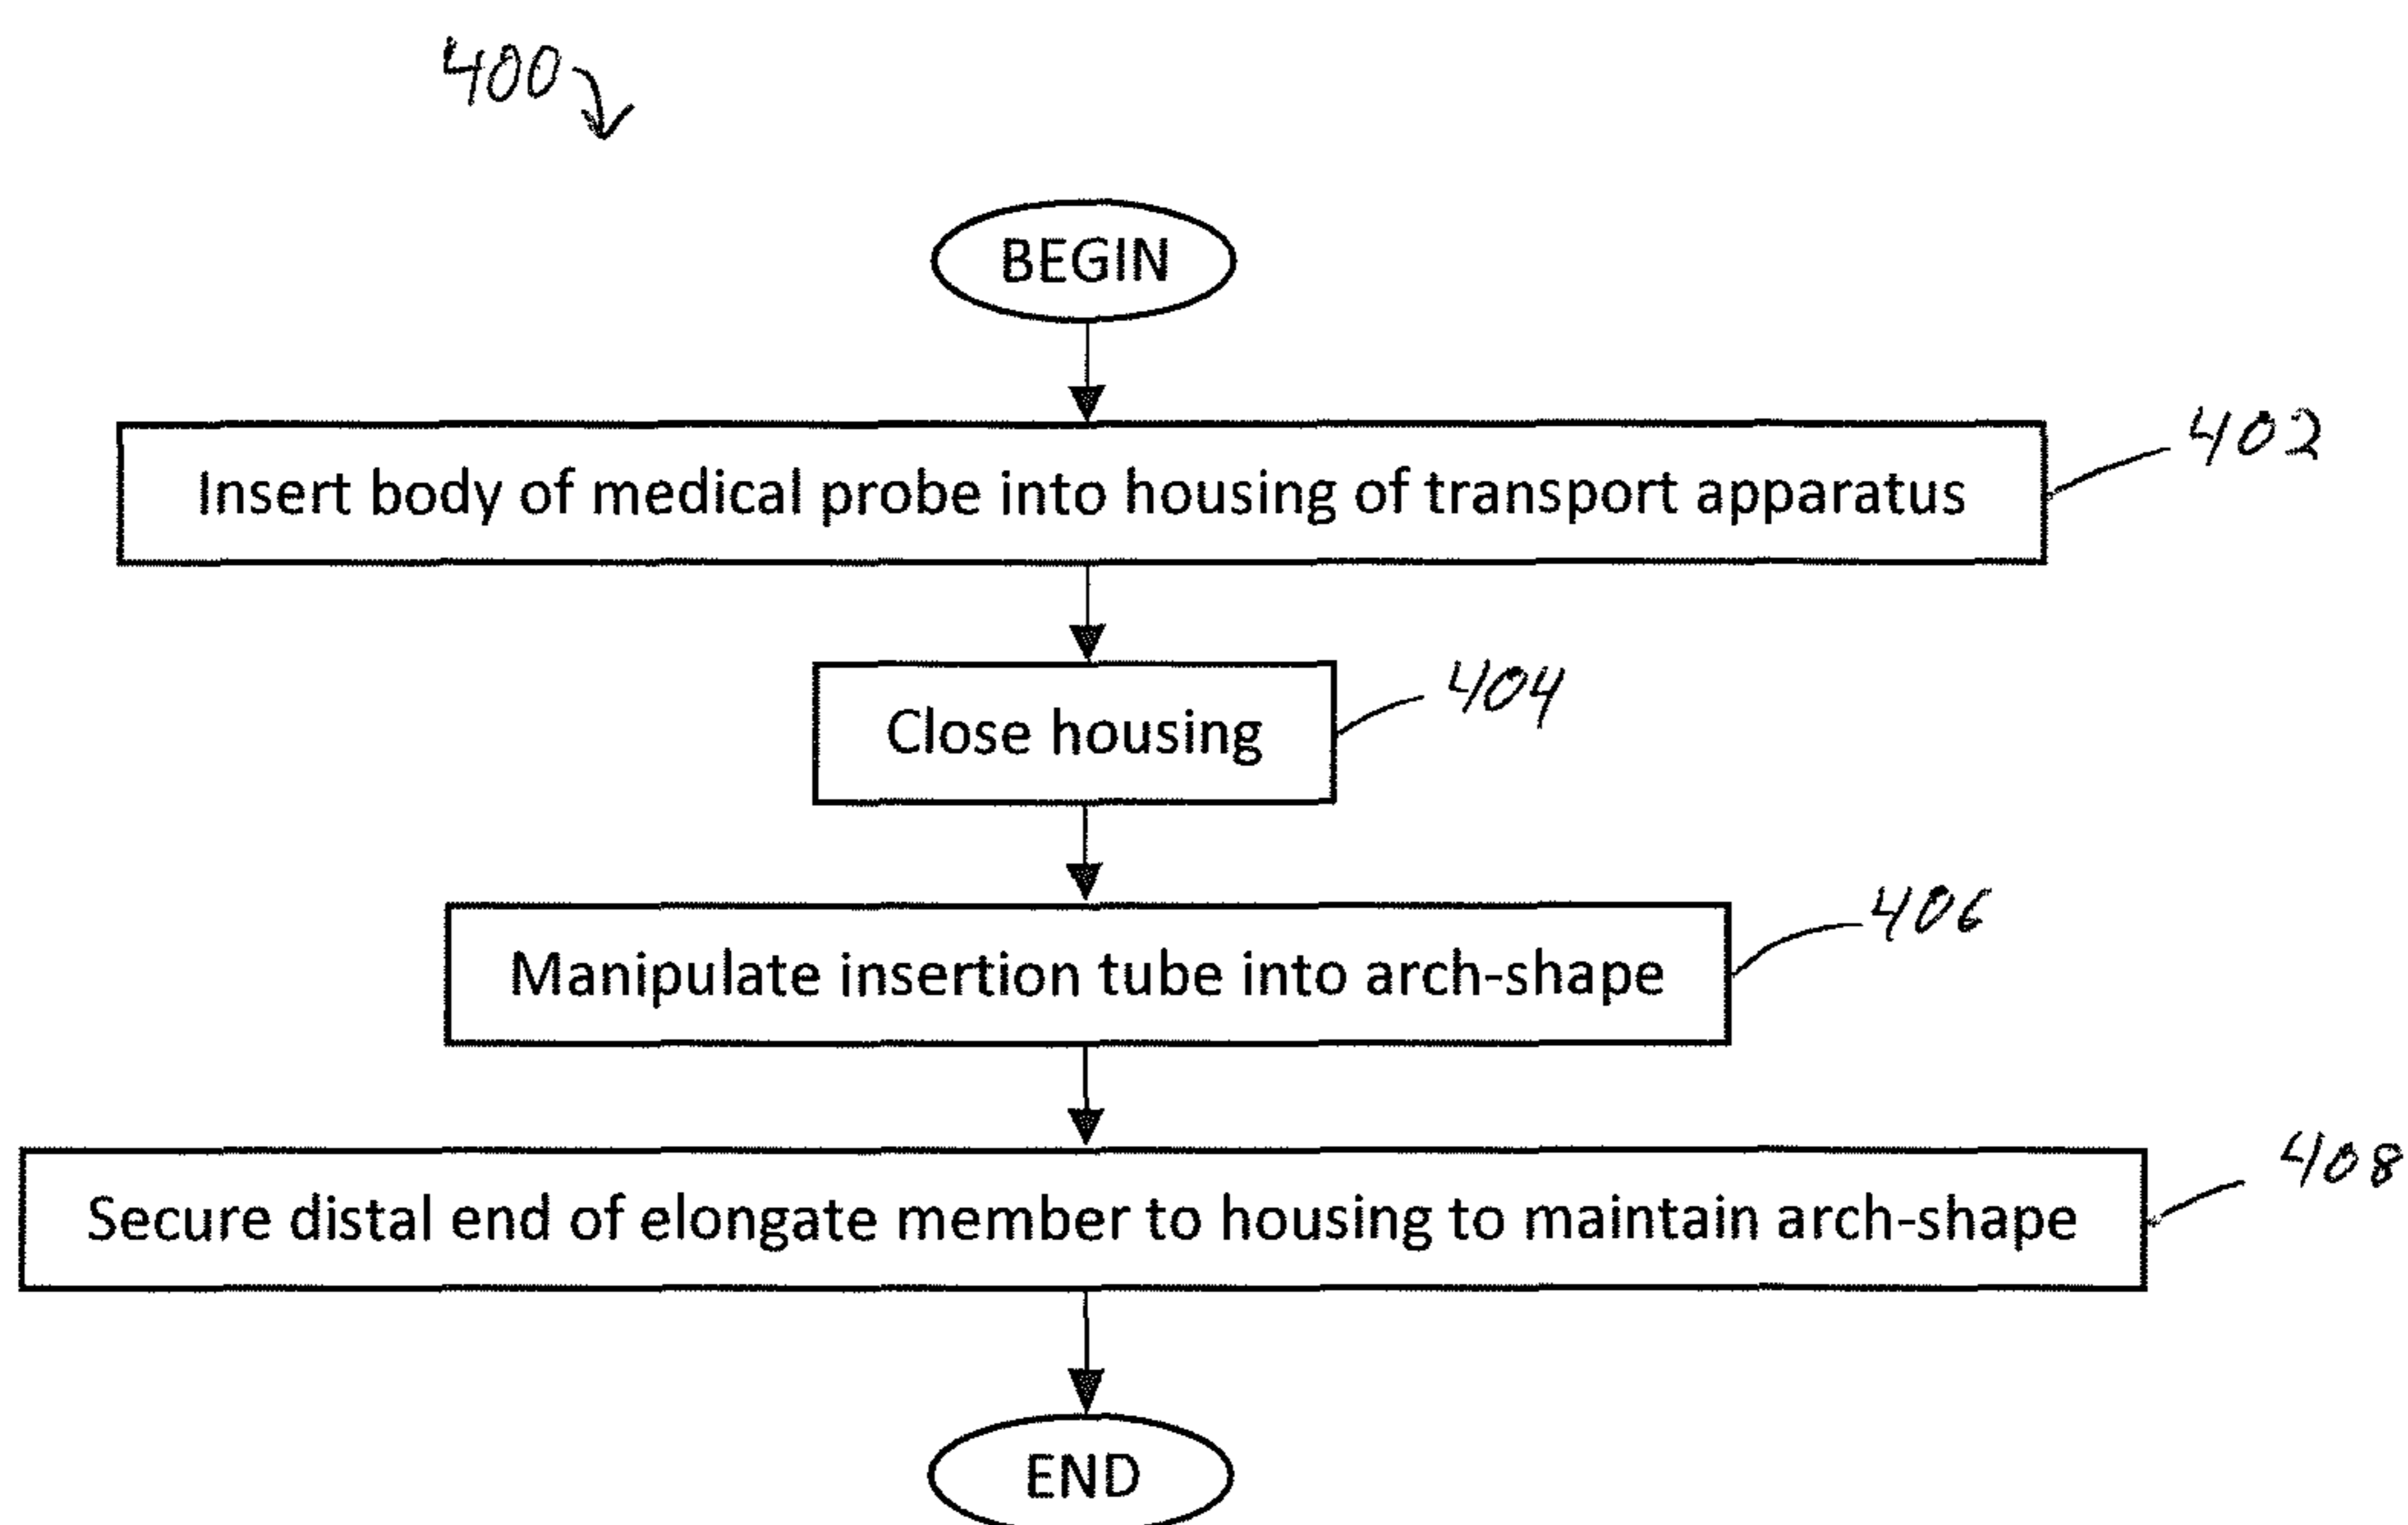 400
BEGIN
Insert body of medical probe into housing of transport apparatus
402
Close housing
404
Manipulate insertion tube into arch-shape
406
Secure distal end of elongate member to housing to maintain arch-shape
408
END